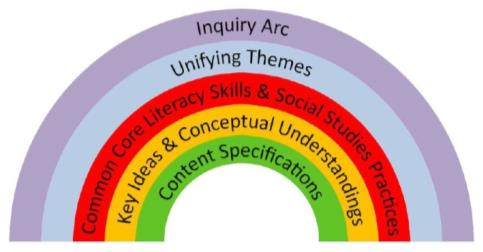 Inquiry Arc
Unifying Themes
Common Core Literacy Skills & Social Studies Practices
Key Ideas & Conceptual Understandings
Content Specifications